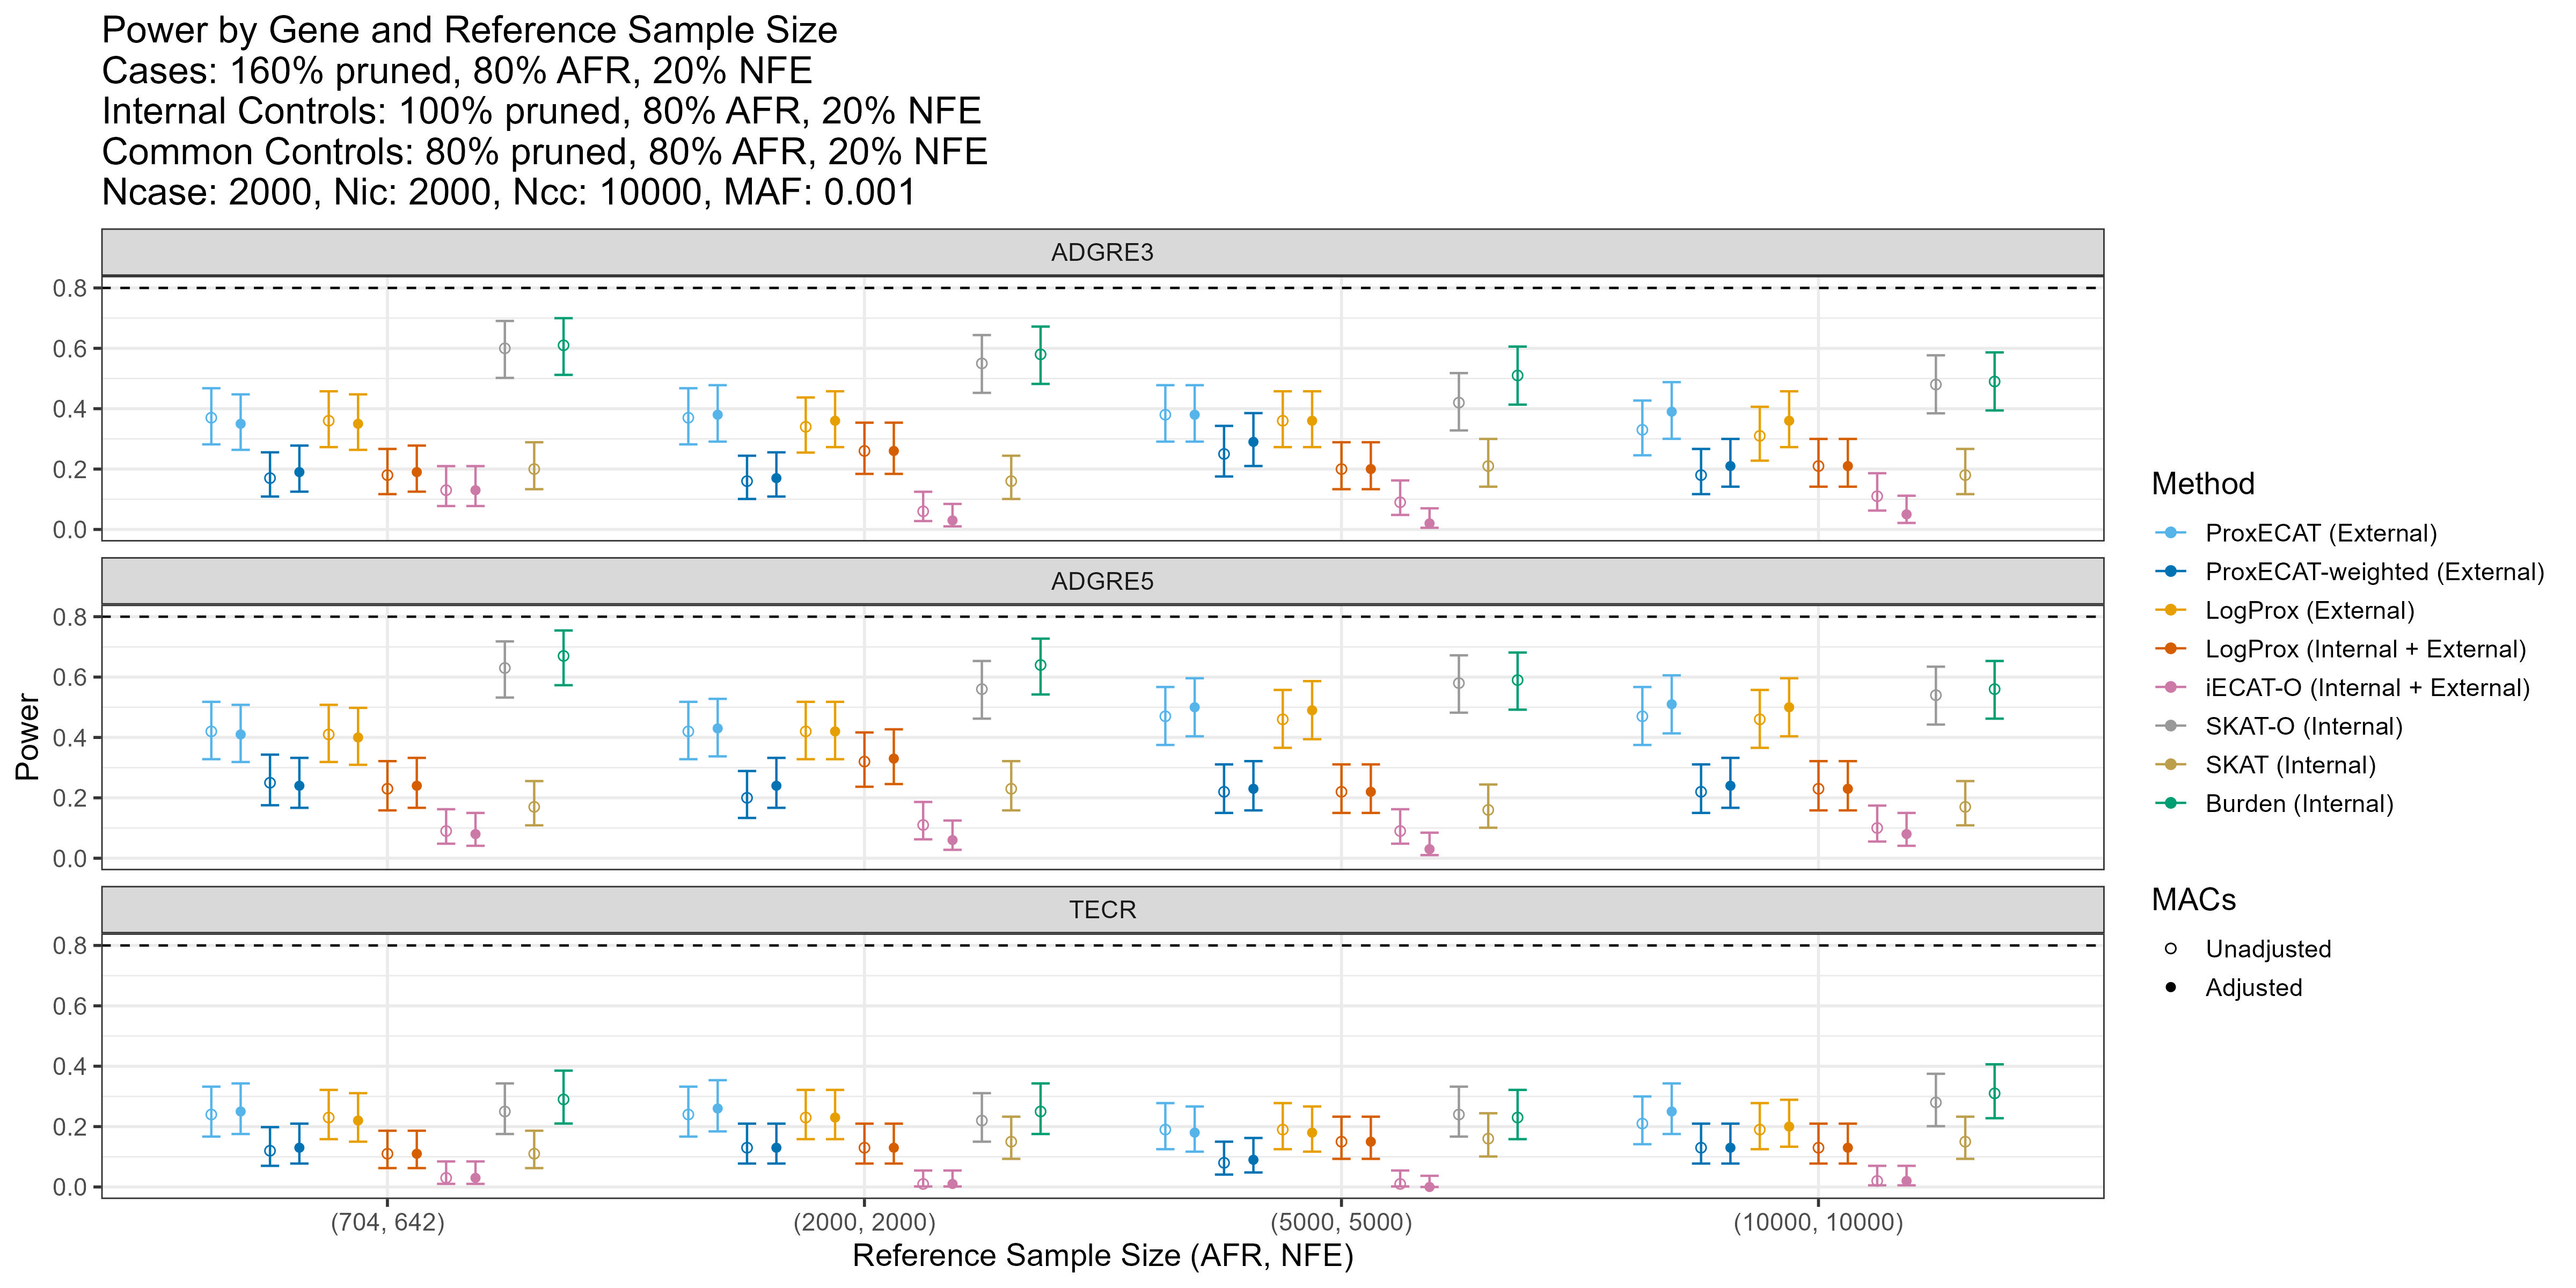 Power by Gene and Reference Sample Size
Cases: 160% pruned, 80% AFR, 20% NFE
Internal Controls: 100% pruned, 80% AFR, 20% NFE
Common Controls: 80% pruned, 80% AFR, 20% NFE
Ncase: 2000, Nic: 2000, Ncc: 10000, MAF: 0.001
ADGRE3
0.8
0.6
0.4
0.2
0.0
ADGRE5
0.8
0.6
0.4
0.2
0.0
TECR
0.8
0.6
0.4
0.2
0.0
Power
(704, 642)
(2000, 2000)
(5000, 5000)
(10000, 10000)
Reference Sample Size (AFR, NFE)
Method
ProxECAT (External)
ProxECAT-weighted (External)
LogProx (External)
LogProx (Internal + External)
iECAT-O (Internal + External)
SKAT-O (Internal)
SKAT (Internal)
Burden (Internal)
MACs
Unadjusted
Adjusted